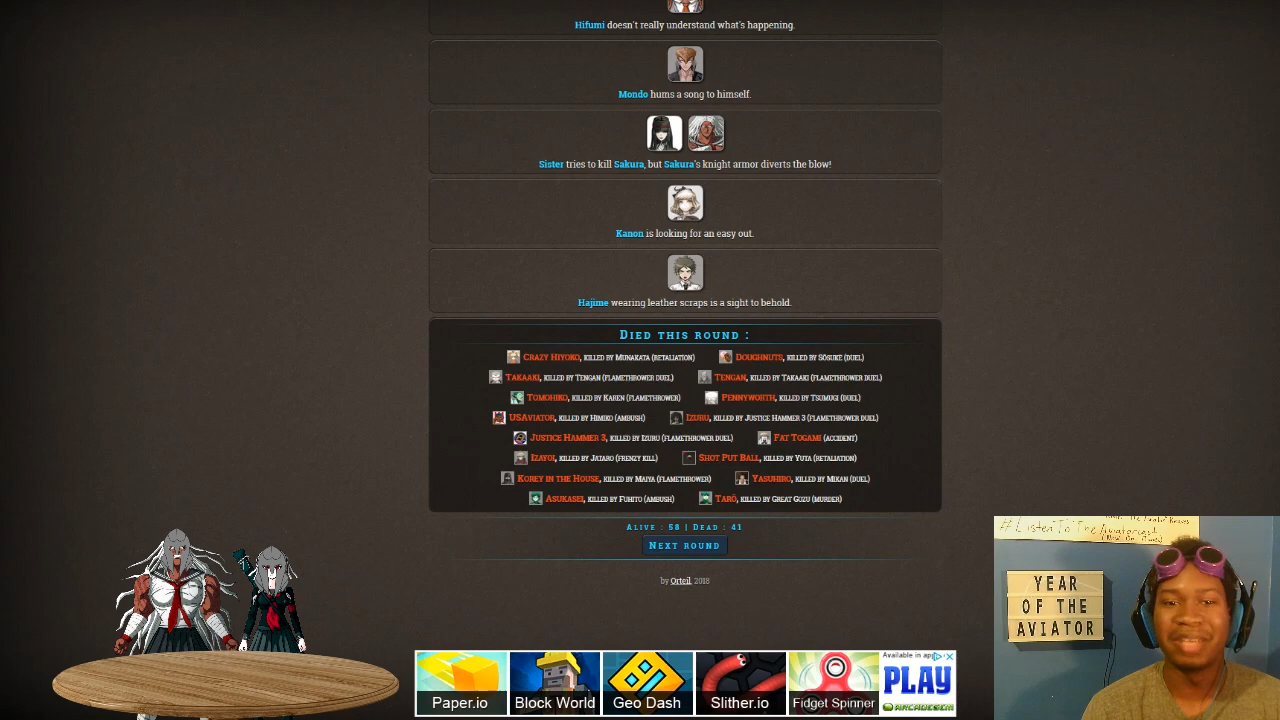 Hifumi doesn't really understand what's happening.
Mondo hums a song to himself.
Sister tries to kill Sakura, but Sakura's knight armor diverts the blow!
Kanon is looking for an easy out.
Hajime wearing leather scraps is a sight to behold.
Died this round :
Crazy Hiyoko, killed by Munakata (retaliation) Doughnuts, killed by Sōsuke (duel)
Takaaki, killed by Tengan (flamethrower duel) Tengan, killed by Takaaki (flamethrower duel)
Tomohiko, killed by Karen (flamethrower) Pennyworth, killed by Tsumugi (duel)
USAviator, killed by Himiko (ambush) Izuru, killed by Justice Hammer 3 (flamethrower duel)
Justice Hammer 3, killed by Izuru (flamethrower duel) Fat Togami (accident)
Izayoi, killed by Jataro (frenzy kill) Shot Put Ball, killed by Yuta (retaliation)
Korey in the House, killed by Maiya (flamethrower) Yasuhiro, killed by Mikan (duel)
Asukasei, killed by Fuhito (ambush) Tarō, killed by Great Gozu (murder)
Alive : 58 | Dead : 41
Next round
by Orteil, 2018
#ListenToThe
YEAR
OF THE
AVIATOR
Paper.io
Block World
Geo Dash
Slither.io
Fidget Spinner
Available in app
PLAY